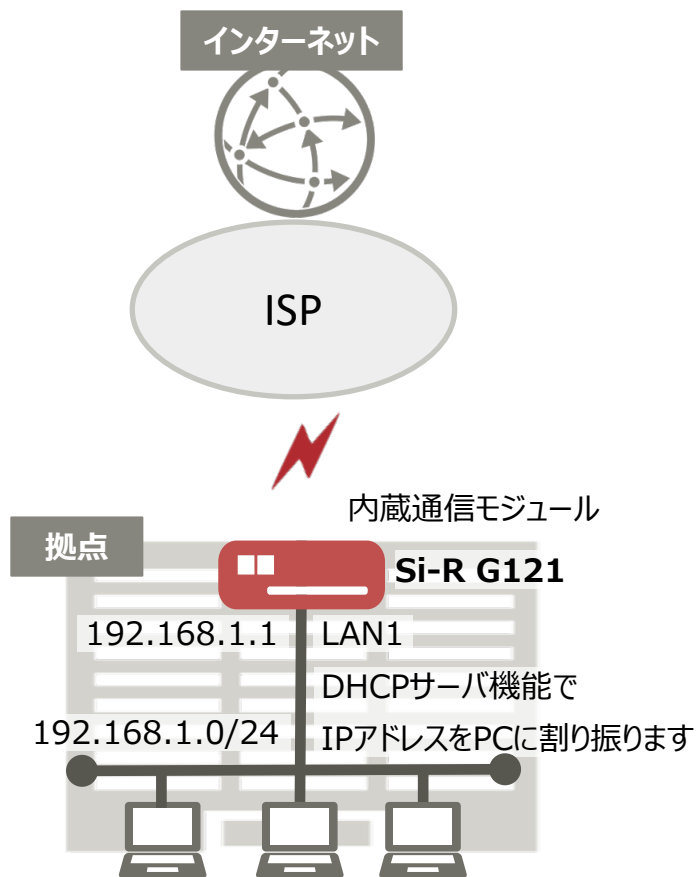 インターネット
ISP
内蔵通信モジュール
拠点
Si-R G121
192.168.1.1
LAN1
DHCPサーバ機能で
192.168.1.0/24
IPアドレスをPCに割り振ります